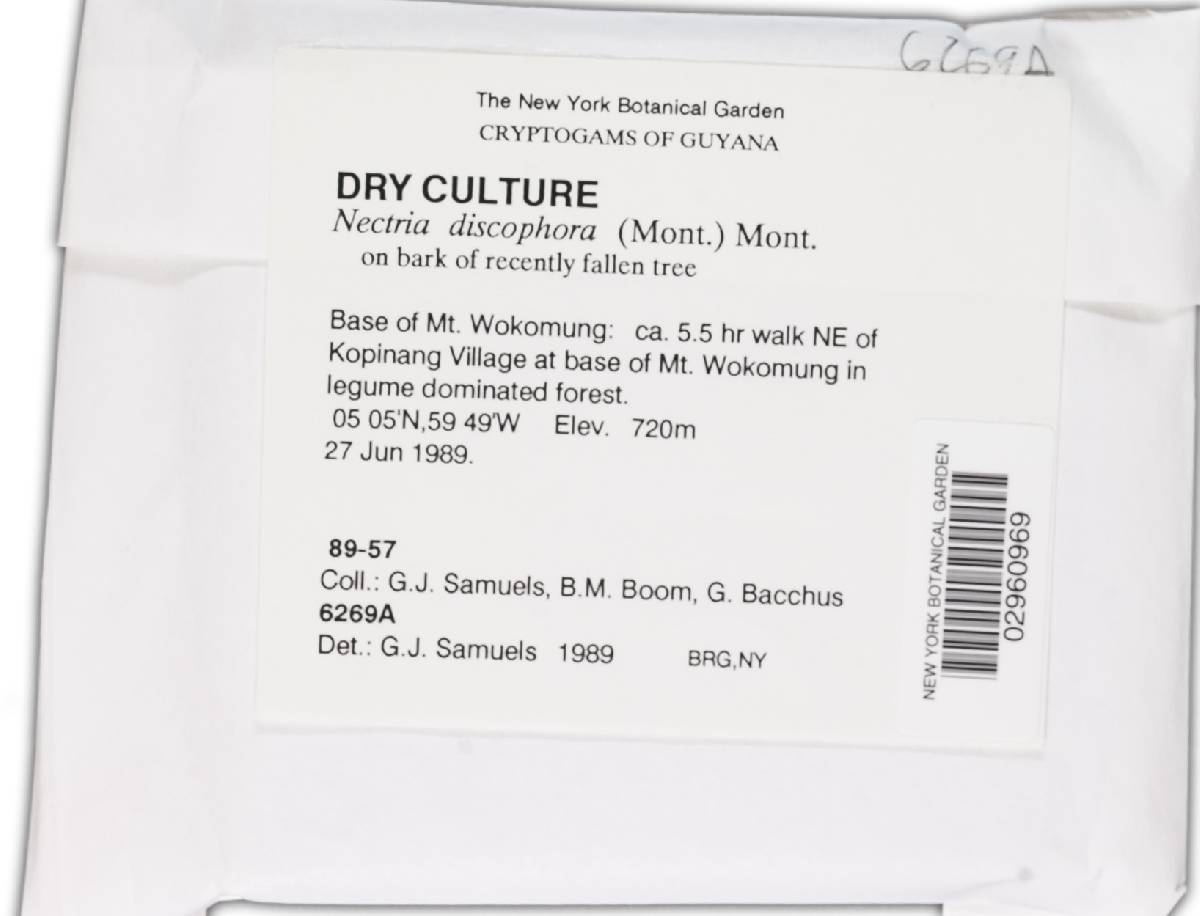 6269A
The New York Botanical Garden
CRYPTOGAMS OF GUYANA
DRY CULTURE
Nectria discophora (Mont.) Mont.
on bark of recently fallen tree
Base of Mt. Wokomung: ca. 5.5 hr walk NE of
Kopinang Village at base of Mt. Wokomung in
legume dominated forest.
05 05'N,59 49'W Elev. 720m
27 Jun 1989.
89-57
Coll.: G.J. Samuels, B.M. Boom, G. Bacchus
6269A
Det.: G.J. Samuels 1989 BRG,NY
NEW YORK BOTANICAL GARDEN
02960969